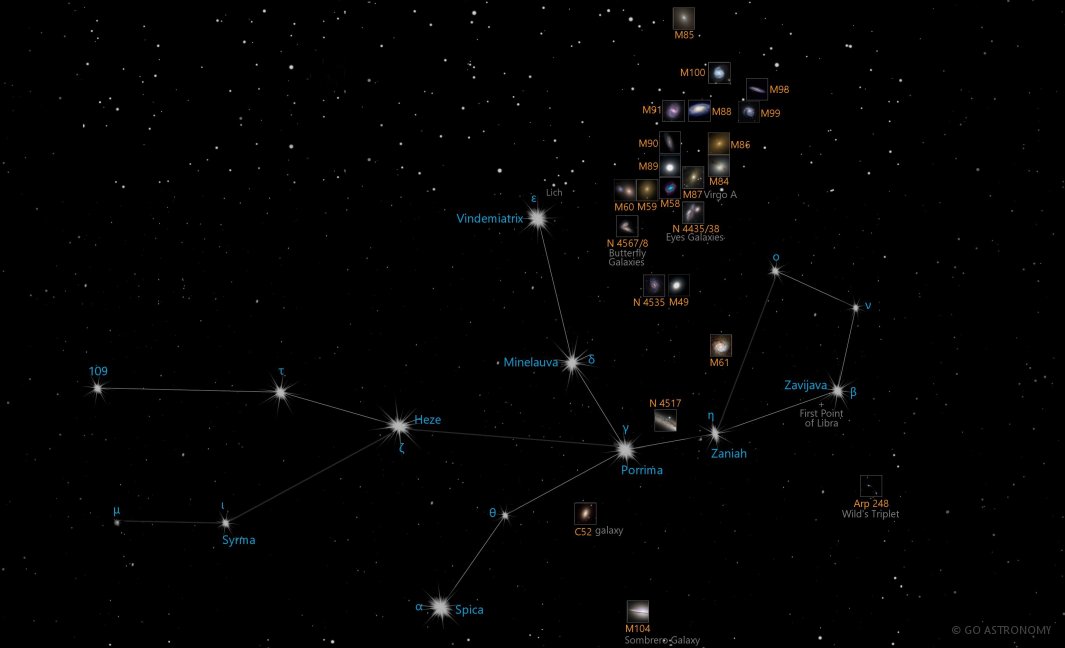 M85
M100
M98
M91
M88
M99
M90
M86
M89
M84
M87 Virgo A
M60
M59
M58
ε
Lich
Vindemiatrix
N 4435/38
Eyes Galaxies
N 4567/8
Butterfly
Galaxies
ο
N 4535
M49
ν
M61
Minelauva
δ
109
τ
Zavijava
β
First Point
of Libra
N 4517
Heze
ζ
γ
η
Porrima
Zaniah
Arp 248
Wild's Triplet
μ
ι
θ
Syrma
C52 galaxy
α
Spica
M104
Sombrero Galaxy
© GO ASTRONOMY